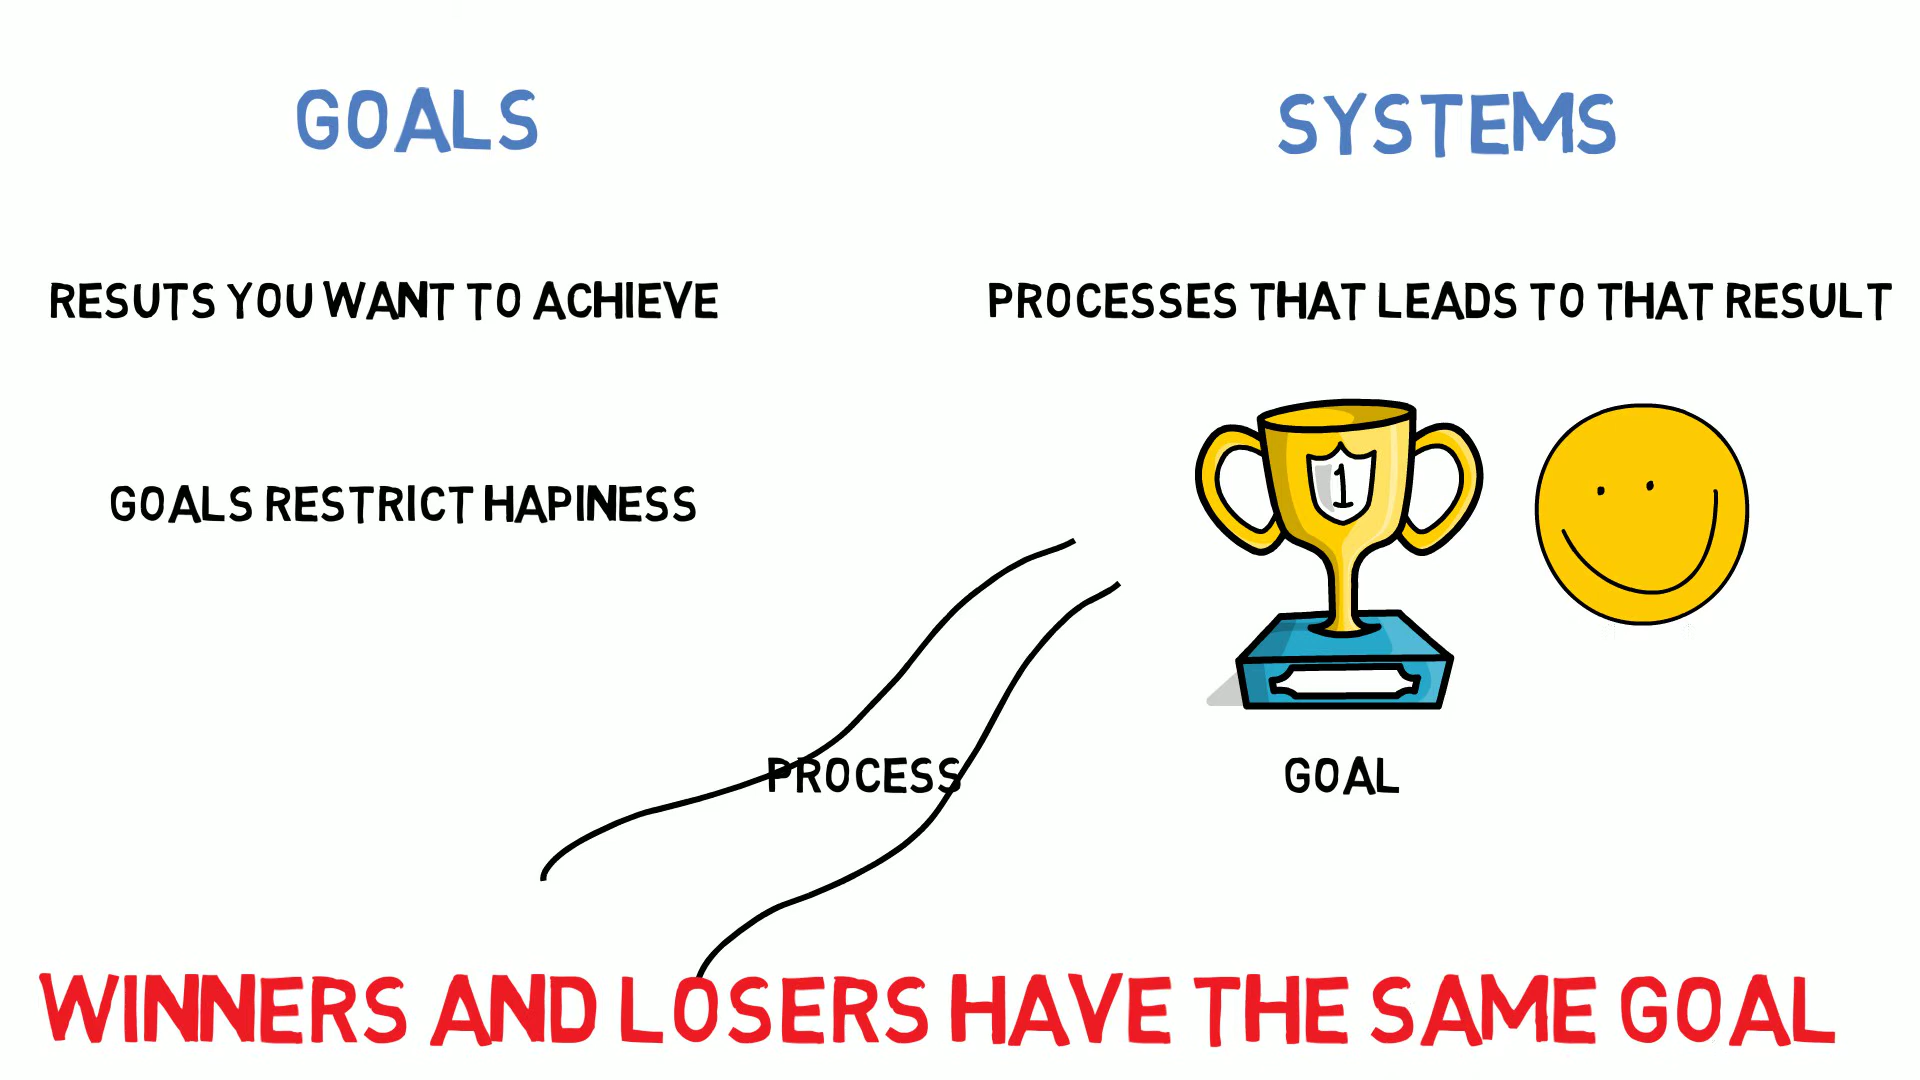 GOALS
SYSTEMS
RESUTS YOU WANT TO ACHIEVE
PROCESSES THAT LEADS TO THAT RESULT
GOALS RESTRICT HAPINESS
1
PROCESS
GOAL
WINNERS AND LOSERS HAVE THE SAME GOAL